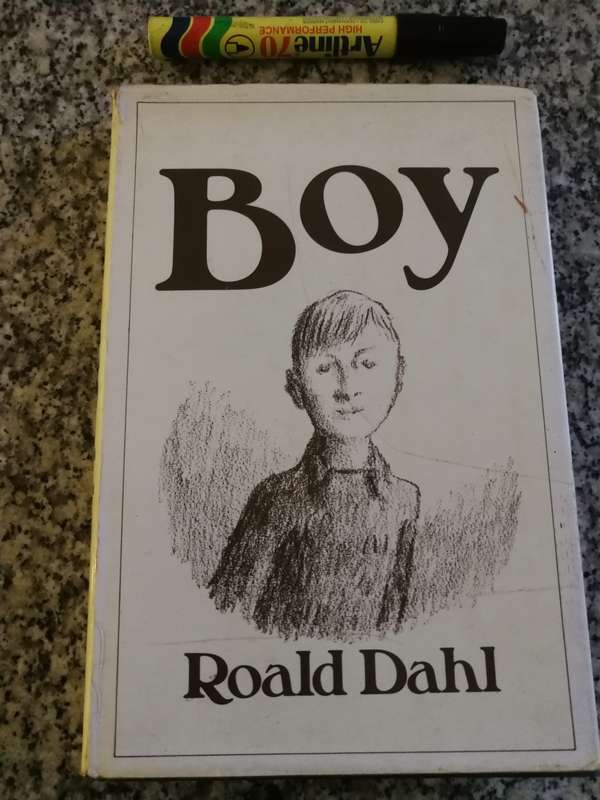 Artline 70
HIGH PERFORMANCE
Boy
Roald Dahl